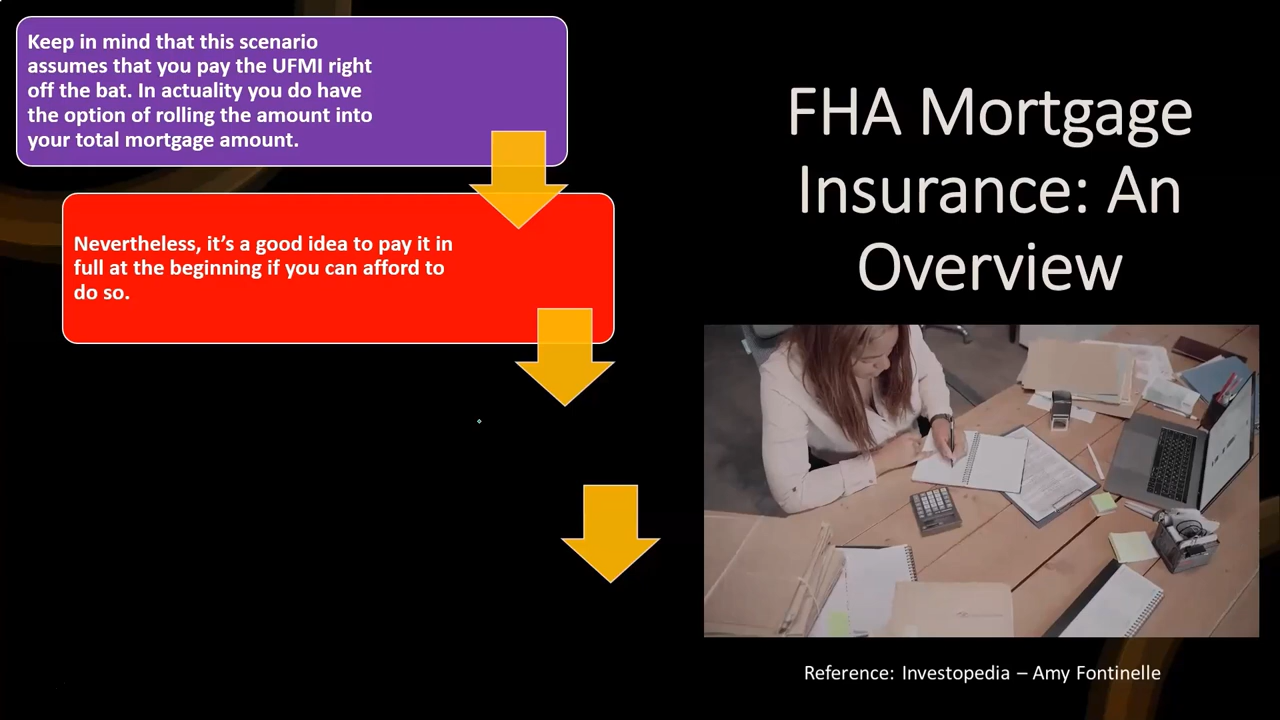 Keep in mind that this scenario
assumes that you pay the UFMI right
off the bat. In actuality you do have
the option of rolling the amount into
your total mortgage amount.
Nevertheless, it’s a good idea to pay it in
full at the beginning if you can afford to
do so.
FHA Mortgage
Insurance: An
Overview
Reference: Investopedia – Amy Fontinelle